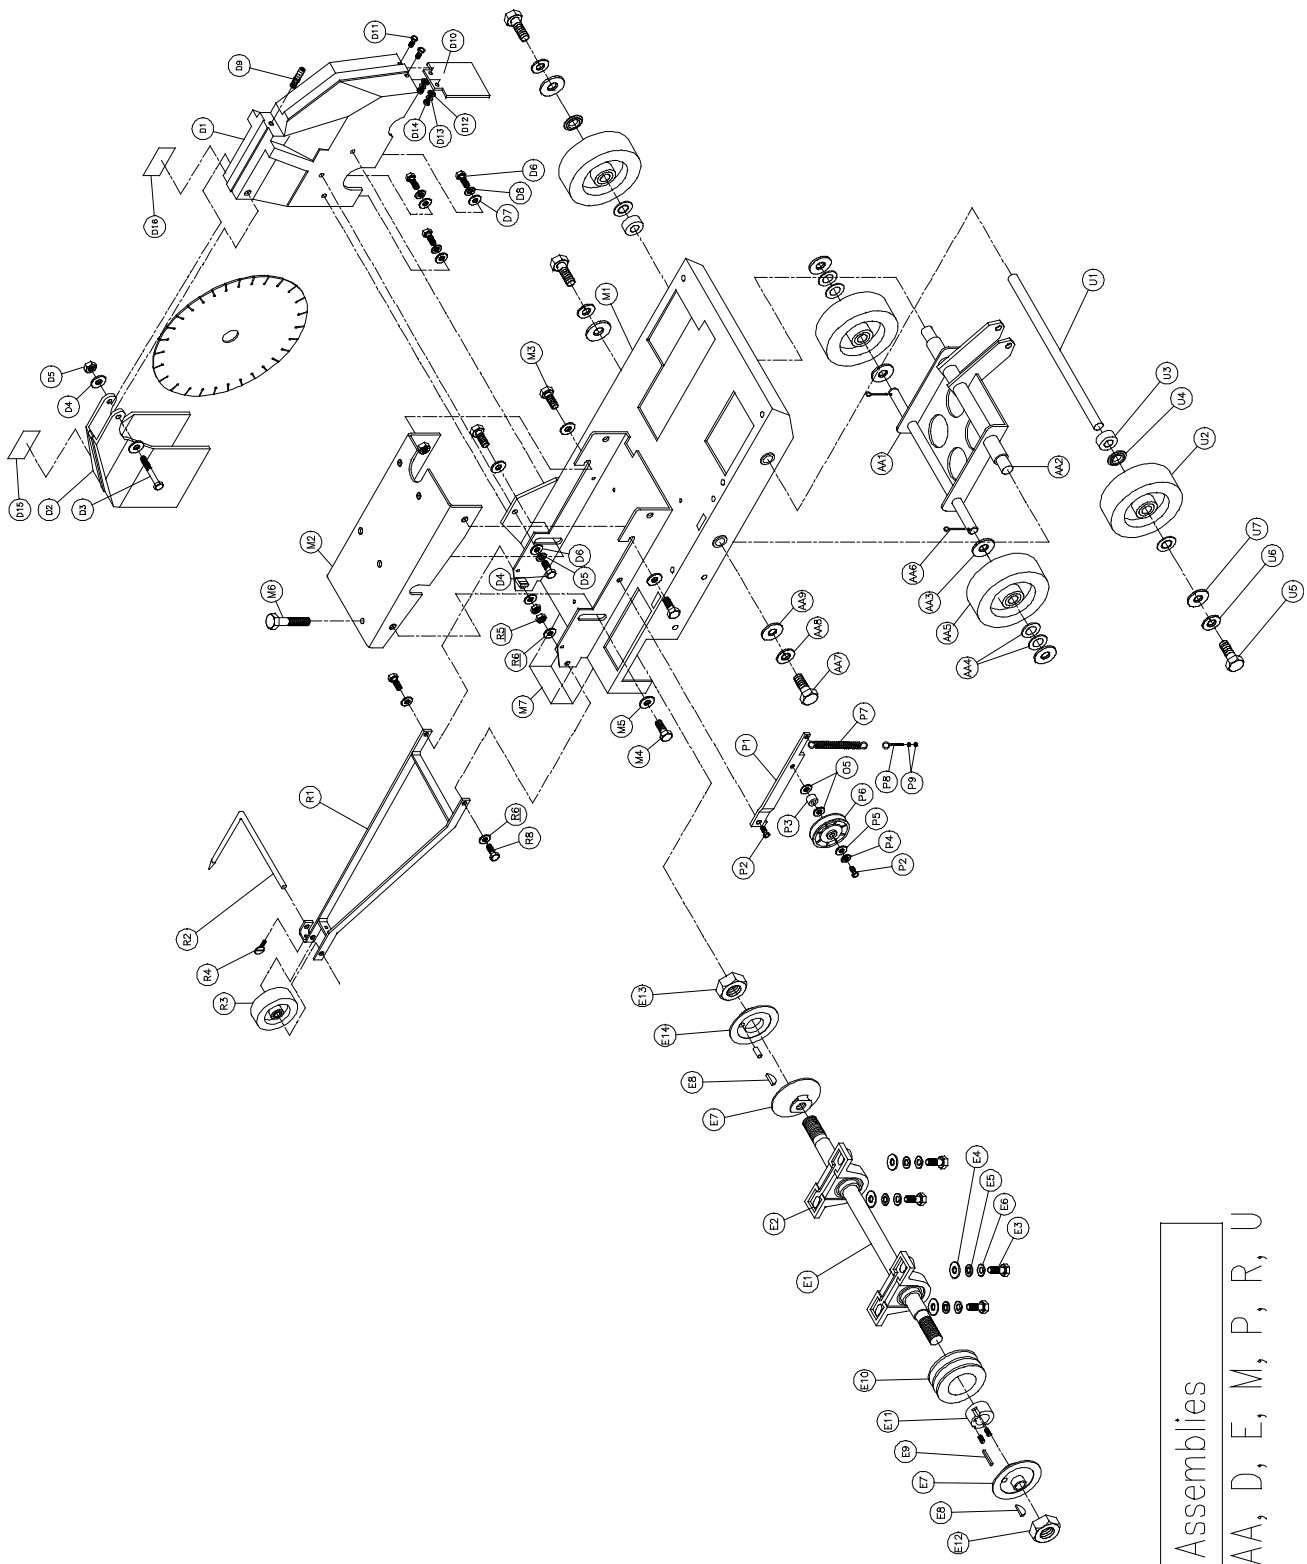 D11
D10
D9
D1
D16
D14
D13
D12
D6
D8
D7
D5
D4
D15
D2
D3
M1
M3
M2
M6
D4
D6
D5
R5
R6
M7
M5
M4
AA1
AA2
U1
U3
U4
U2
U7
U6
U5
AA6
AA3
AA5
AA4
AA9
AA8
AA7
P1
P7
P8
P9
O5
P6
P3
P5
P4
P2
P2
R1
R6
R8
R2
R4
R3
E13
E14
E8
E7
E2
E1
E4
E5
E6
E3
E10
E11
E9
E7
E8
E12
Assemblies
AA, D, E, M, P, R, U